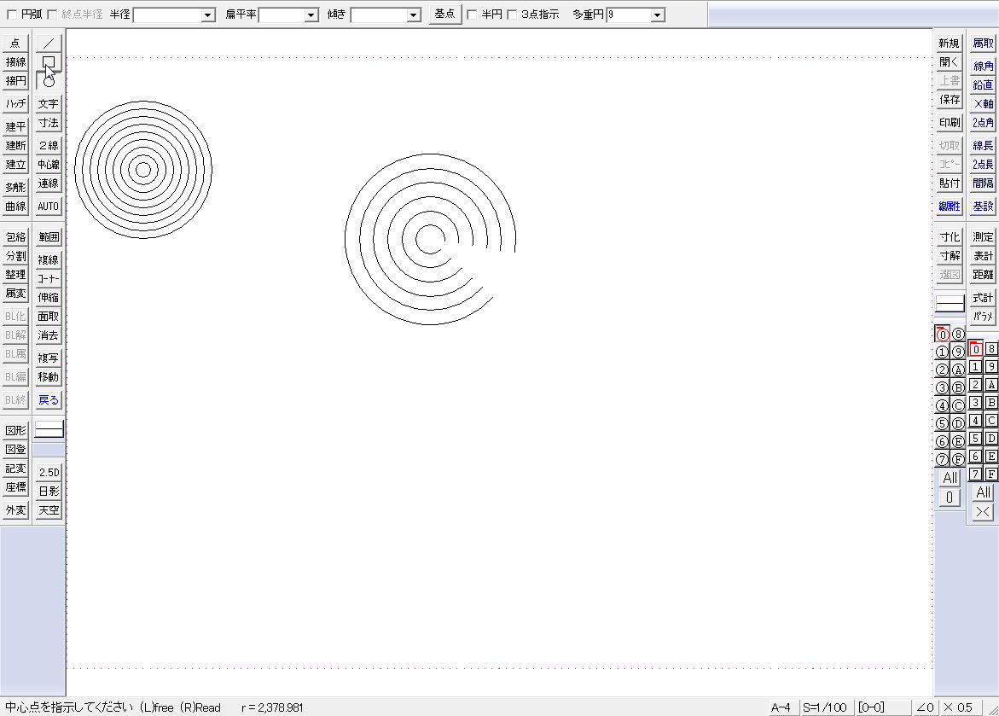 円弧 終点半径 半径 扁平率 傾き 基点 半円 3点指示 多重円 9
点 ／
接線 □
接円 ○
ﾊｯﾁ 文字
建平 寸法
建断 2線
建立 中心線
多角形 連線
曲線 AUTO
包絡 範囲
分割 複線
整理 ｺｰﾅｰ
属変 伸縮
BL化 面取
BL解 消去
BL属 複写
BL編 移動
BL終 戻る
図形
図登
記変 2.5D
座標 日影
外変 天空
新規 属取
開く 線角
上書 鉛直
保存 X軸
印刷 2点角
切取 線長
ｺﾋﾟｰ 2点長
貼付 間隔
線属性 基設
寸化 測定
寸解 表計
選図 距離
式計
ﾊﾟﾗﾒ
0 8 0 8
1 9 1 9
2 A 2 A
3 B 3 B
4 C 4 C
5 D 5 D
6 E 6 E
7 F 7 F
All All
0 ×
中心点を指示してください (L)free (R)Read r = 2,378.981 A-4 S=1/100 [0-0] ∠0 × 0.5